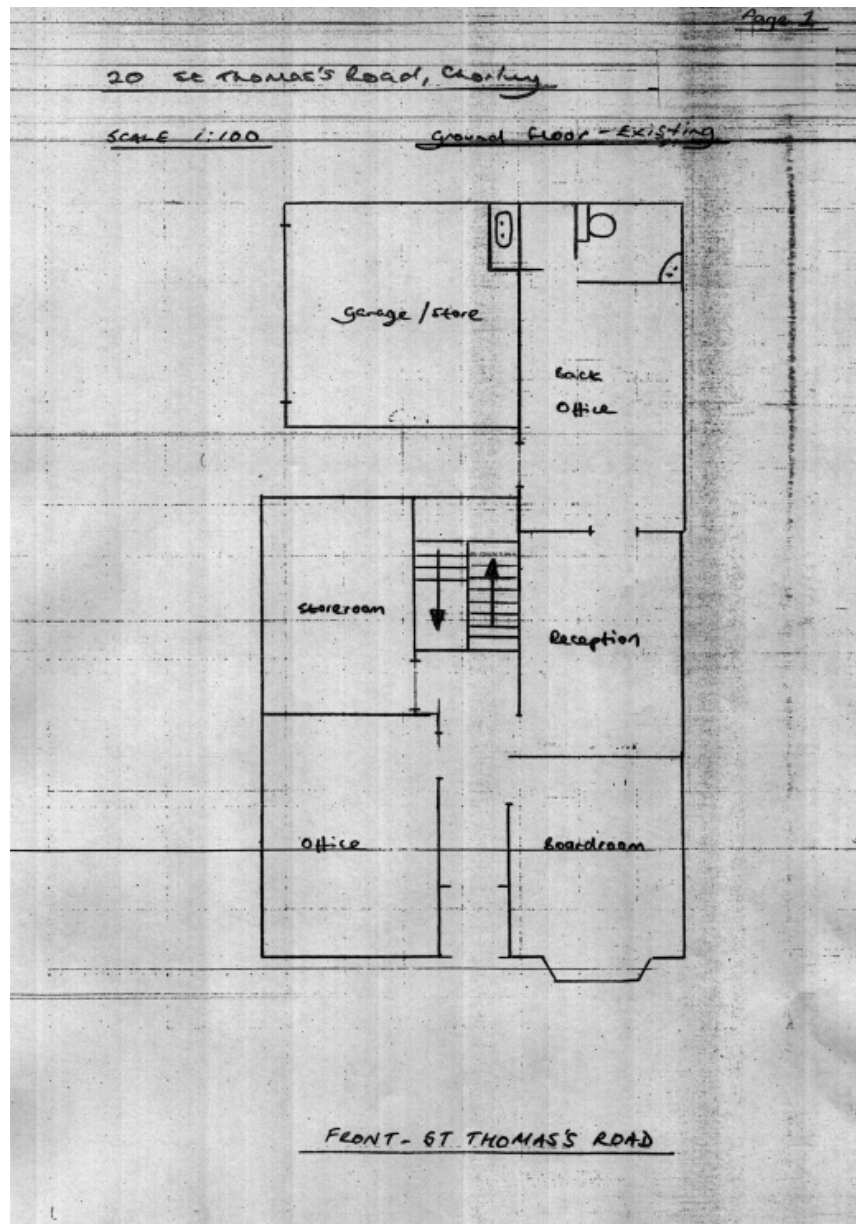 Page 1
20 St Thomas's Road, Chorley
SCALE 1:100
Ground Floor - Existing
Garage / Store
Back
Office
Storeroom
Reception
Office
Boardroom
FRONT - ST THOMAS'S ROAD